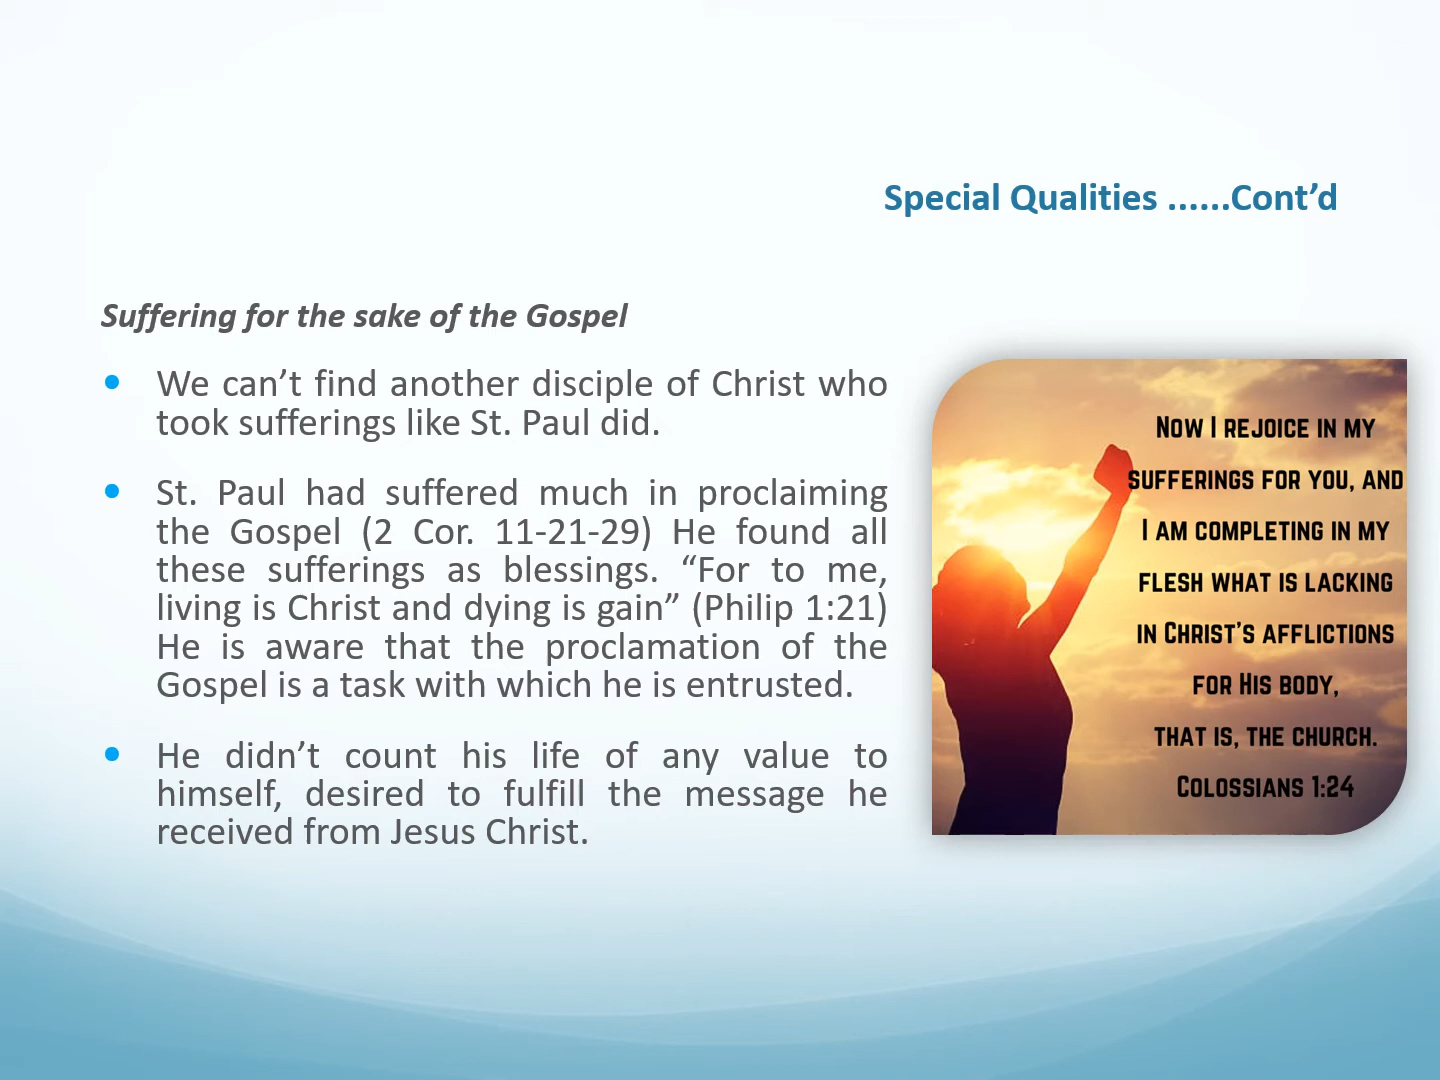 Special Qualities ......Cont’d
Suffering for the sake of the Gospel
• We can’t find another disciple of Christ who
took sufferings like St. Paul did.
• St. Paul had suffered much in proclaiming
the Gospel (2 Cor. 11-21-29) He found all
these sufferings as blessings. “For to me,
living is Christ and dying is gain” (Philip 1:21)
He is aware that the proclamation of the
Gospel is a task with which he is entrusted.
• He didn’t count his life of any value to
himself, desired to fulfill the message he
received from Jesus Christ.
Now I rejoice in my
sufferings for you, and
I am completing in my
flesh what is lacking
in Christ’s afflictions
for His body,
that is, the church.
Colossians 1:24